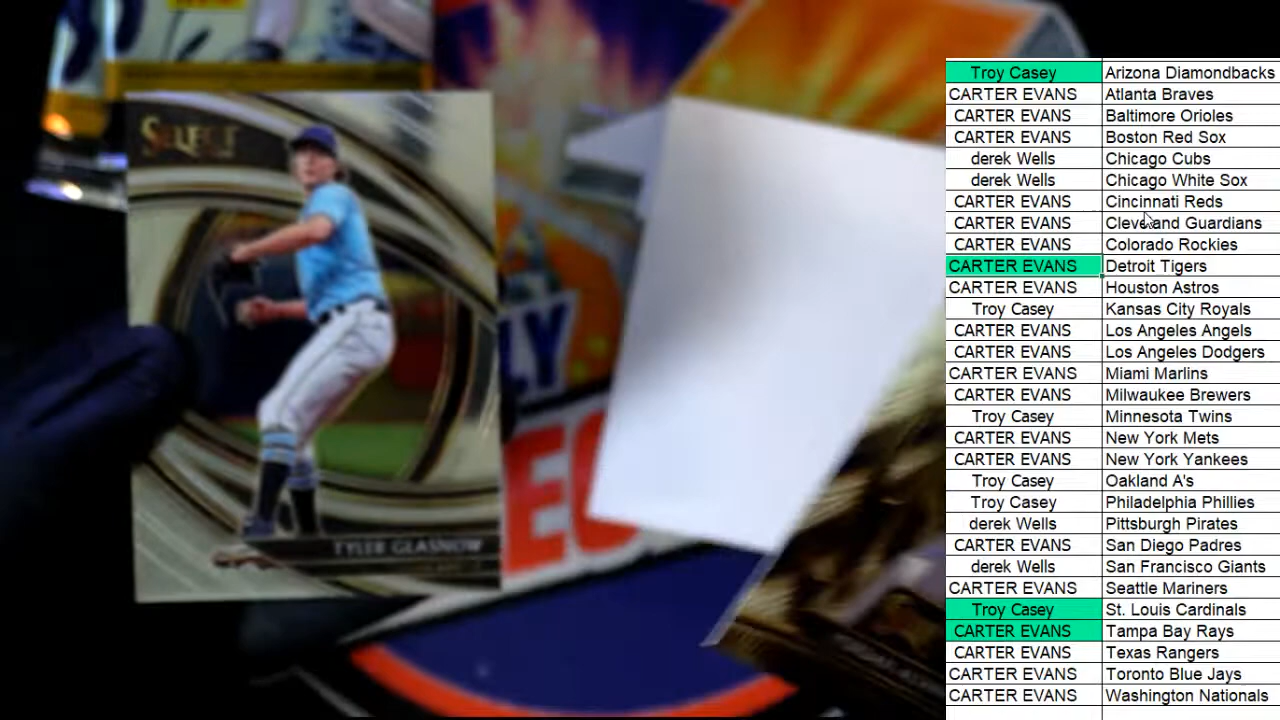 SELECT
TYLER GLASNOW
LY
EC
Troy Casey Arizona Diamondbacks
CARTER EVANS Atlanta Braves
CARTER EVANS Baltimore Orioles
CARTER EVANS Boston Red Sox
derek Wells Chicago Cubs
derek Wells Chicago White Sox
CARTER EVANS Cincinnati Reds
CARTER EVANS Cleveland Guardians
CARTER EVANS Colorado Rockies
CARTER EVANS Detroit Tigers
CARTER EVANS Houston Astros
Troy Casey Kansas City Royals
CARTER EVANS Los Angeles Angels
CARTER EVANS Los Angeles Dodgers
CARTER EVANS Miami Marlins
CARTER EVANS Milwaukee Brewers
Troy Casey Minnesota Twins
CARTER EVANS New York Mets
CARTER EVANS New York Yankees
Troy Casey Oakland A's
Troy Casey Philadelphia Phillies
derek Wells Pittsburgh Pirates
CARTER EVANS San Diego Padres
derek Wells San Francisco Giants
CARTER EVANS Seattle Mariners
Troy Casey St. Louis Cardinals
CARTER EVANS Tampa Bay Rays
CARTER EVANS Texas Rangers
CARTER EVANS Toronto Blue Jays
CARTER EVANS Washington Nationals